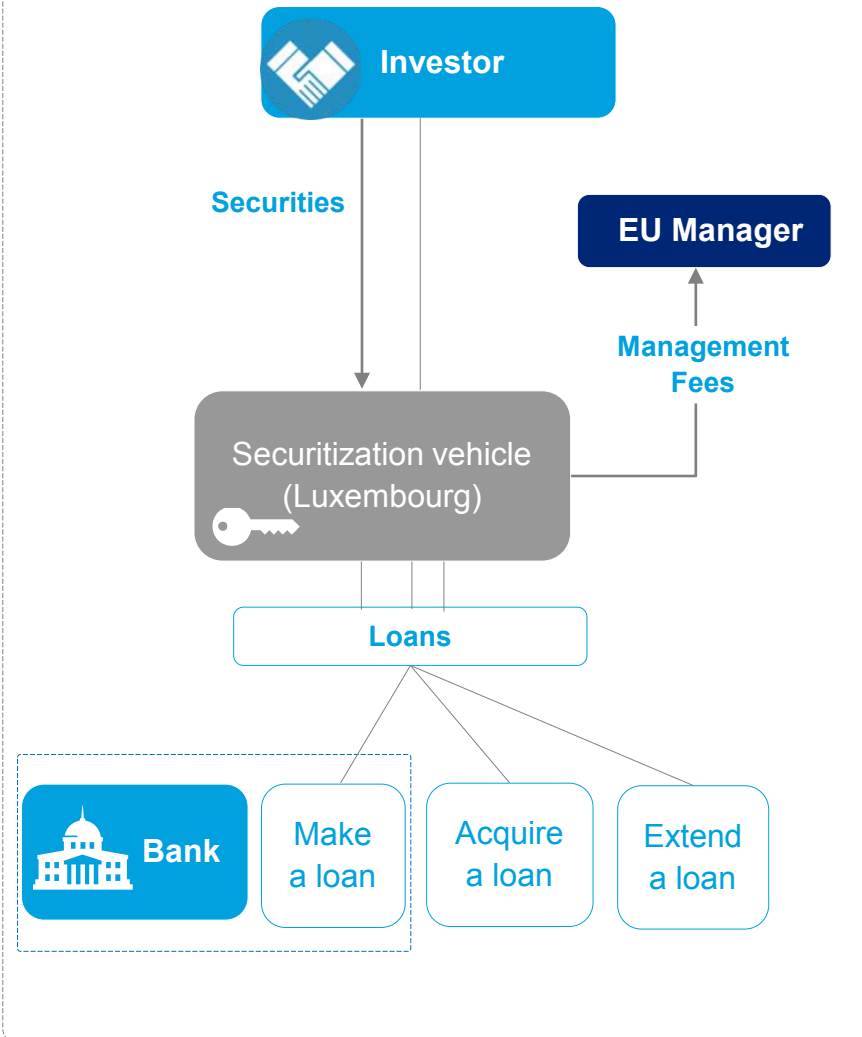 Investor
Securities
EU Manager
Management
Fees
Securitization vehicle
(Luxembourg)
Loans
Bank
Make
a loan
Acquire
a loan
Extend
a loan